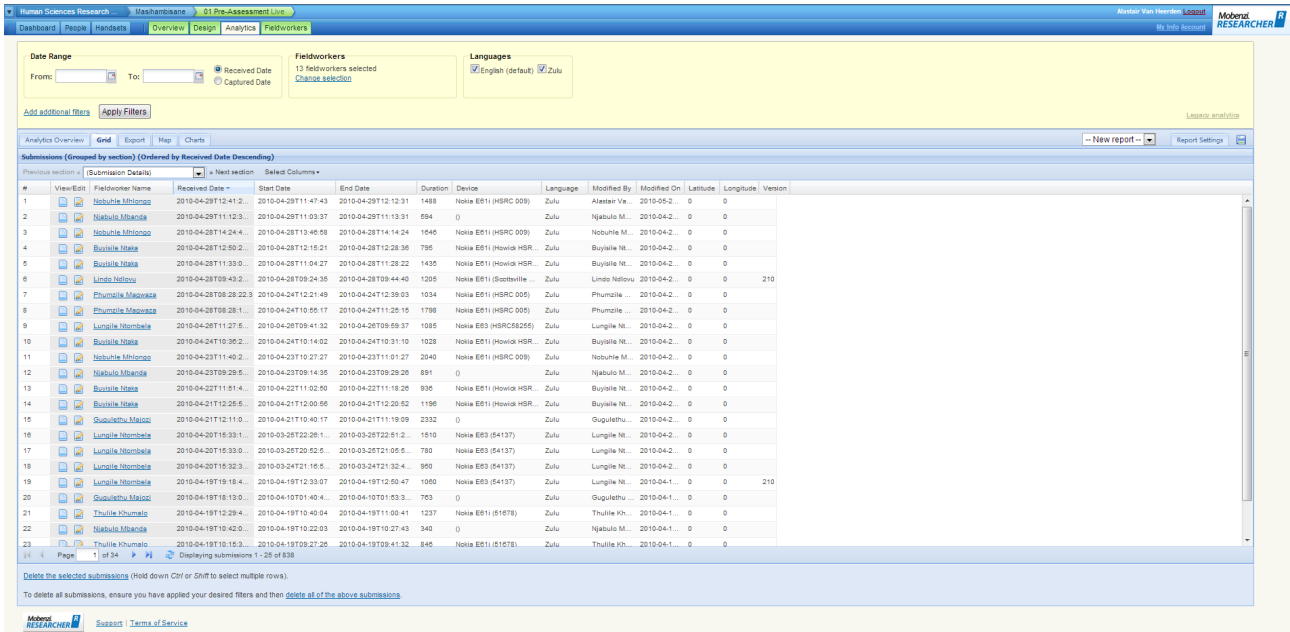 Human Sciences Research ... Masihambisane 01 Pre-Assessment Live Alastair Van Heerden Logout
Mobenzi RESEARCHER R
Dashboard People Handsets Overview Design Analytics Fieldworkers My Info Account
Date Range Fieldworkers Languages
From: To: Received Date 13 fieldworkers selected English (default) Zulu
Captured Date Change selection
Add additional filters Apply Filters Legacy analytics
Analytics Overview Grid Export Map Charts -- New report -- Report Settings
Submissions (Grouped by section) (Ordered by Received Date Descending)
Previous section « (Submission Details) » Next section Select Columns
# View/Edit Fieldworker Name Received Date Start Date End Date Duration Device Language Modified By Modified On Latitude Longitude Version
1 Nobuhle Mhlongo 2010-04-29T12:41:2... 2010-04-29T11:47:43 2010-04-29T12:12:31 1488 Nokia E61i (HSRC 009) Zulu Alastair Va... 2010-05-2... 0 0
2 Njabulo Mbanda 2010-04-29T11:12:3... 2010-04-29T11:03:37 2010-04-29T11:13:31 594 () Zulu Njabulo M... 2010-04-2... 0 0
3 Nobuhle Mhlongo 2010-04-28T14:24:4... 2010-04-28T13:46:58 2010-04-28T14:14:24 1646 Nokia E61i (HSRC 009) Zulu Nobuhle M... 2010-04-2... 0 0
4 Buyisile Ntaka 2010-04-28T12:50:2... 2010-04-28T12:15:21 2010-04-28T12:28:36 795 Nokia E61i (Howick HSR... Zulu Buyisile Nt... 2010-04-2... 0 0
5 Buyisile Ntaka 2010-04-28T11:33:0... 2010-04-28T11:04:27 2010-04-28T11:28:22 1435 Nokia E61i (Howick HSR... Zulu Buyisile Nt... 2010-04-2... 0 0
6 Lindo Ndlovu 2010-04-28T09:43:2... 2010-04-28T09:24:35 2010-04-28T09:44:40 1205 Nokia E61i (Scottsville ... Zulu Lindo Ndlovu 2010-04-2... 0 0 210
7 Phumzile Magwaza 2010-04-28T08:28:22.3 2010-04-24T12:21:49 2010-04-24T12:39:03 1034 Nokia E61i (HSRC 005) Zulu Phumzile ... 2010-04-2... 0 0
8 Phumzile Magwaza 2010-04-28T08:28:1... 2010-04-24T10:55:17 2010-04-24T11:25:15 1798 Nokia E61i (HSRC 005) Zulu Phumzile ... 2010-04-2... 0 0
9 Lungile Ntombela 2010-04-26T11:27:5... 2010-04-26T09:41:32 2010-04-26T09:59:37 1085 Nokia E63 (HSRC58255) Zulu Lungile Nt... 2010-04-2... 0 0
10 Buyisile Ntaka 2010-04-24T10:36:2... 2010-04-24T10:14:02 2010-04-24T10:31:10 1028 Nokia E61i (Howick HSR... Zulu Buyisile Nt... 2010-04-2... 0 0
11 Nobuhle Mhlongo 2010-04-23T11:40:2... 2010-04-23T10:27:27 2010-04-23T11:01:27 2040 Nokia E61i (HSRC 009) Zulu Nobuhle M... 2010-04-2... 0 0
12 Njabulo Mbanda 2010-04-23T09:29:5... 2010-04-23T09:14:35 2010-04-23T09:29:26 891 () Zulu Njabulo M... 2010-04-2... 0 0
13 Buyisile Ntaka 2010-04-22T11:51:4... 2010-04-22T11:02:50 2010-04-22T11:18:26 936 Nokia E61i (Howick HSR... Zulu Buyisile Nt... 2010-04-2... 0 0
14 Buyisile Ntaka 2010-04-21T12:25:5... 2010-04-21T12:00:56 2010-04-21T12:20:52 1196 Nokia E61i (Howick HSR... Zulu Buyisile Nt... 2010-04-2... 0 0
15 Gugulethu Majozi 2010-04-21T12:11:0... 2010-04-21T10:40:17 2010-04-21T11:19:09 2332 () Zulu Gugulethu... 2010-04-2... 0 0
16 Lungile Ntombela 2010-04-20T15:33:1... 2010-03-25T22:26:1... 2010-03-25T22:51:2... 1510 Nokia E63 (54137) Zulu Lungile Nt... 2010-04-2... 0 0
17 Lungile Ntombela 2010-04-20T15:33:0... 2010-03-25T20:52:5... 2010-03-25T21:05:5... 780 Nokia E63 (54137) Zulu Lungile Nt... 2010-04-2... 0 0
18 Lungile Ntombela 2010-04-20T15:32:3... 2010-03-24T21:16:5... 2010-03-24T21:32:4... 950 Nokia E63 (54137) Zulu Lungile Nt... 2010-04-2... 0 0
19 Lungile Ntombela 2010-04-19T19:18:4... 2010-04-19T12:33:07 2010-04-19T12:50:47 1060 Nokia E63 (54137) Zulu Lungile Nt... 2010-04-1... 0 0 210
20 Gugulethu Majozi 2010-04-19T18:13:0... 2010-04-10T01:40:4... 2010-04-10T01:53:3... 763 () Zulu Gugulethu ... 2010-04-1... 0 0
21 Thulile Khumalo 2010-04-19T12:29:4... 2010-04-19T10:40:04 2010-04-19T11:00:41 1237 Nokia E61i (51678) Zulu Thulile Kh... 2010-04-1... 0 0
22 Njabulo Mbanda 2010-04-19T10:42:0... 2010-04-19T10:22:03 2010-04-19T10:27:43 340 () Zulu Njabulo M... 2010-04-1... 0 0
23 Thulile Khumalo 2010-04-19T10:15:3... 2010-04-19T09:27:26 2010-04-19T09:41:32 846 Nokia E61i (51678) Zulu Thulile Kh... 2010-04-1... 0 0
Page 1 of 34 Displaying submissions 1 - 25 of 838
Delete the selected submissions (Hold down Ctrl or Shift to select multiple rows).
To delete all submissions, ensure you have applied your desired filters and then delete all of the above submissions.
Mobenzi RESEARCHER R Support | Terms of Service